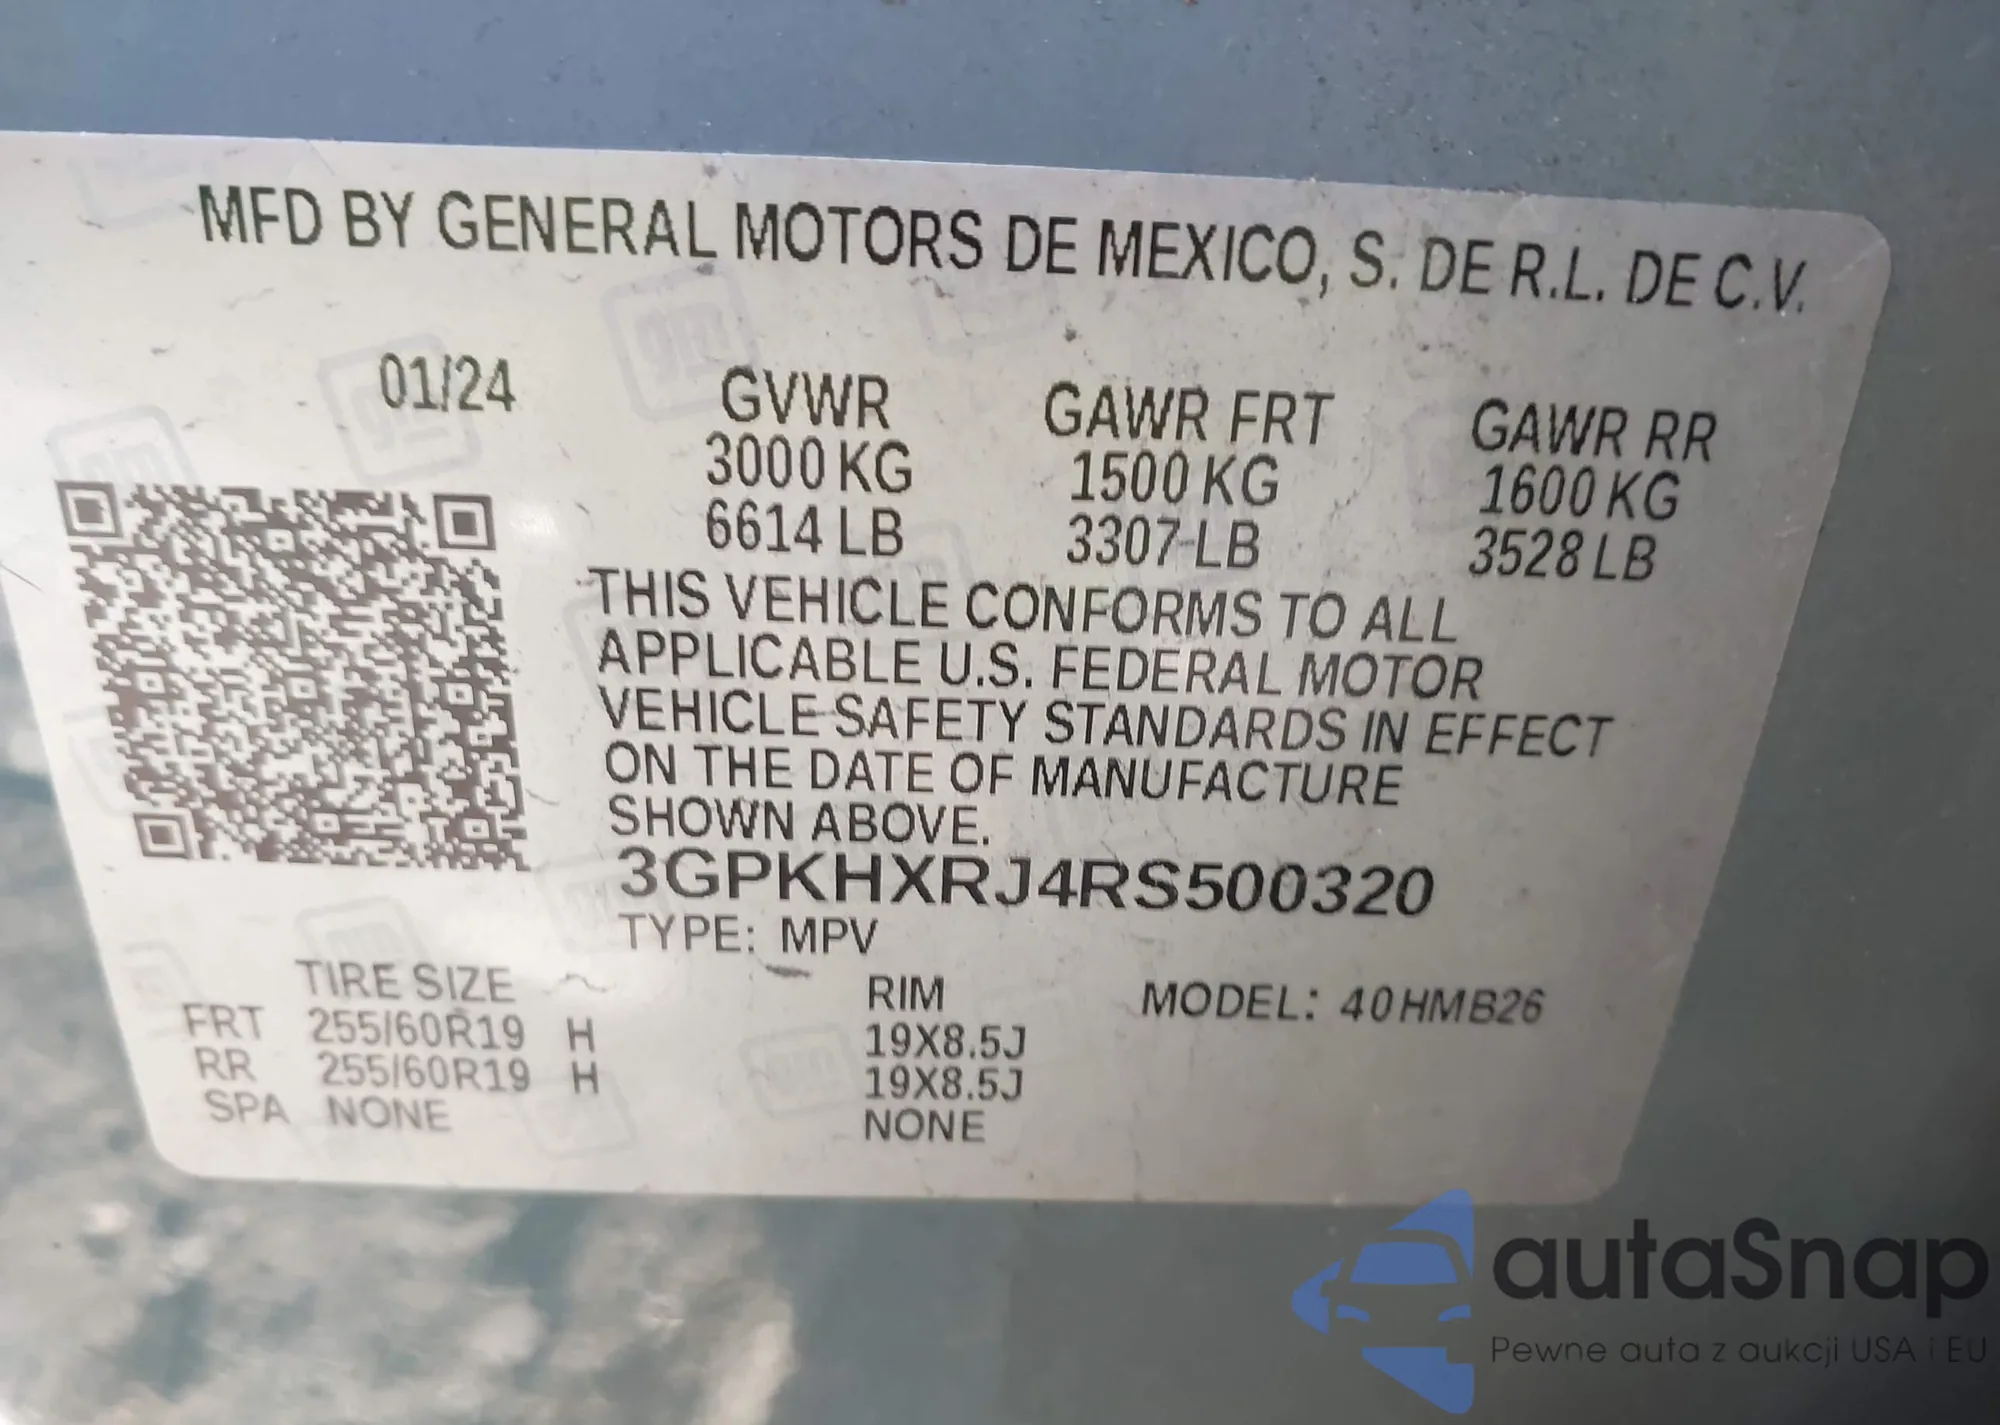 MFD BY GENERAL MOTORS DE MEXICO, S. DE R.L. DE C.V.
01/24 GVWR GAWR FRT GAWR RR
3000 KG 1500 KG 1600 KG
6614 LB 3307 LB 3528 LB
THIS VEHICLE CONFORMS TO ALL
APPLICABLE U.S. FEDERAL MOTOR
VEHICLE SAFETY STANDARDS IN EFFECT
ON THE DATE OF MANUFACTURE
SHOWN ABOVE.
3GPKHXRJ4RS500320
TYPE: MPV
TIRE SIZE RIM MODEL: 40HMB26
FRT 255/60R19 H 19X8.5J
RR 255/60R19 H 19X8.5J
SPA NONE NONE
autaSnap
Pewne auta z aukcji USA i EU